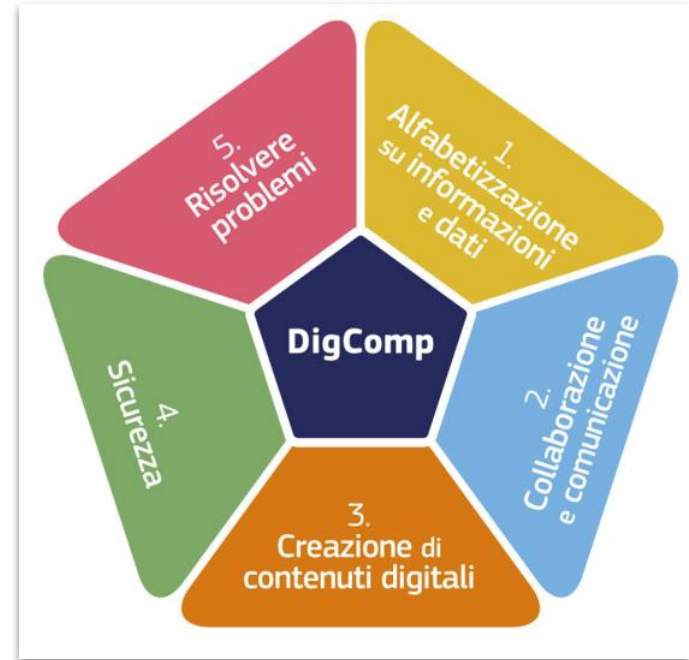 DigComp
1.
Alfabetizzazione
su informazioni
e dati
2.
Collaborazione
e comunicazione
3.
Creazione di
contenuti digitali
4.
Sicurezza
5.
Risolvere
problemi